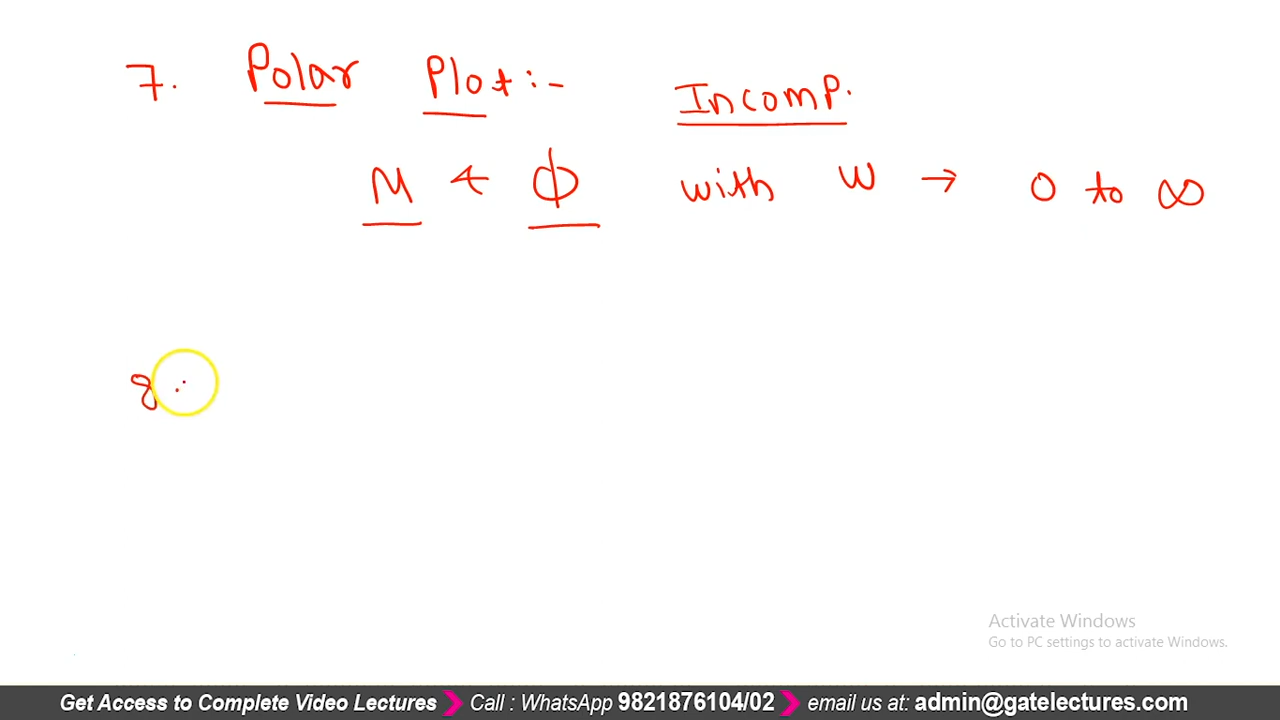 7. Polar Plot :- Incomp.
M & ϕ with ω → 0 to ∞
8.
Activate Windows
Go to PC settings to activate Windows.
Get Access to Complete Video Lectures Call : WhatsApp 9821876104/02 email us at: admin@gatelectures.com